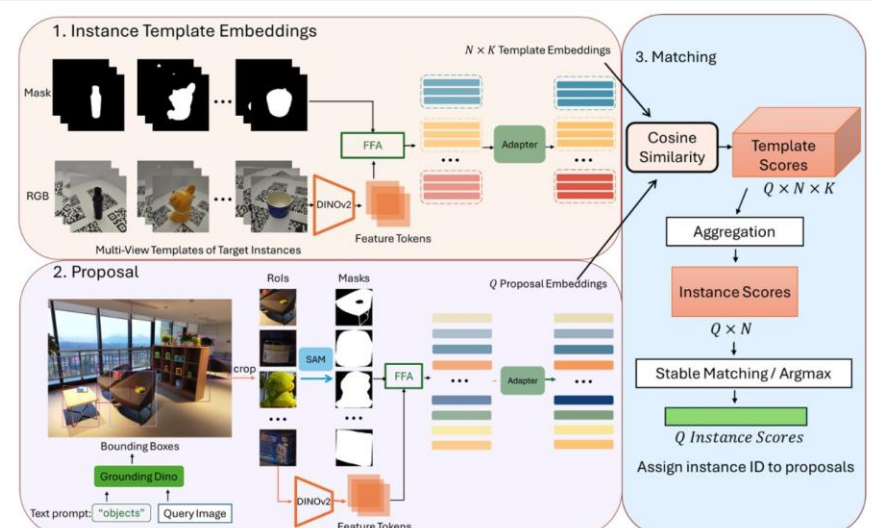 1. Instance Template Embeddings
Mask
RGB
DINOv2
FFA
Feature Tokens
Multi-View Templates of Target Instances
Adapter
N × K Template Embeddings
2. Proposal
RoIs
Masks
crop
SAM
FFA
Adapter
Q Proposal Embeddings
Bounding Boxes
Grounding Dino
Text prompt: "objects"
Query Image
DINOv2
Feature Tokens
3. Matching
Cosine
Similarity
Template
Scores
Q × N × K
Aggregation
Instance Scores
Q × N
Stable Matching / Argmax
Q Instance Scores
Assign instance ID to proposals